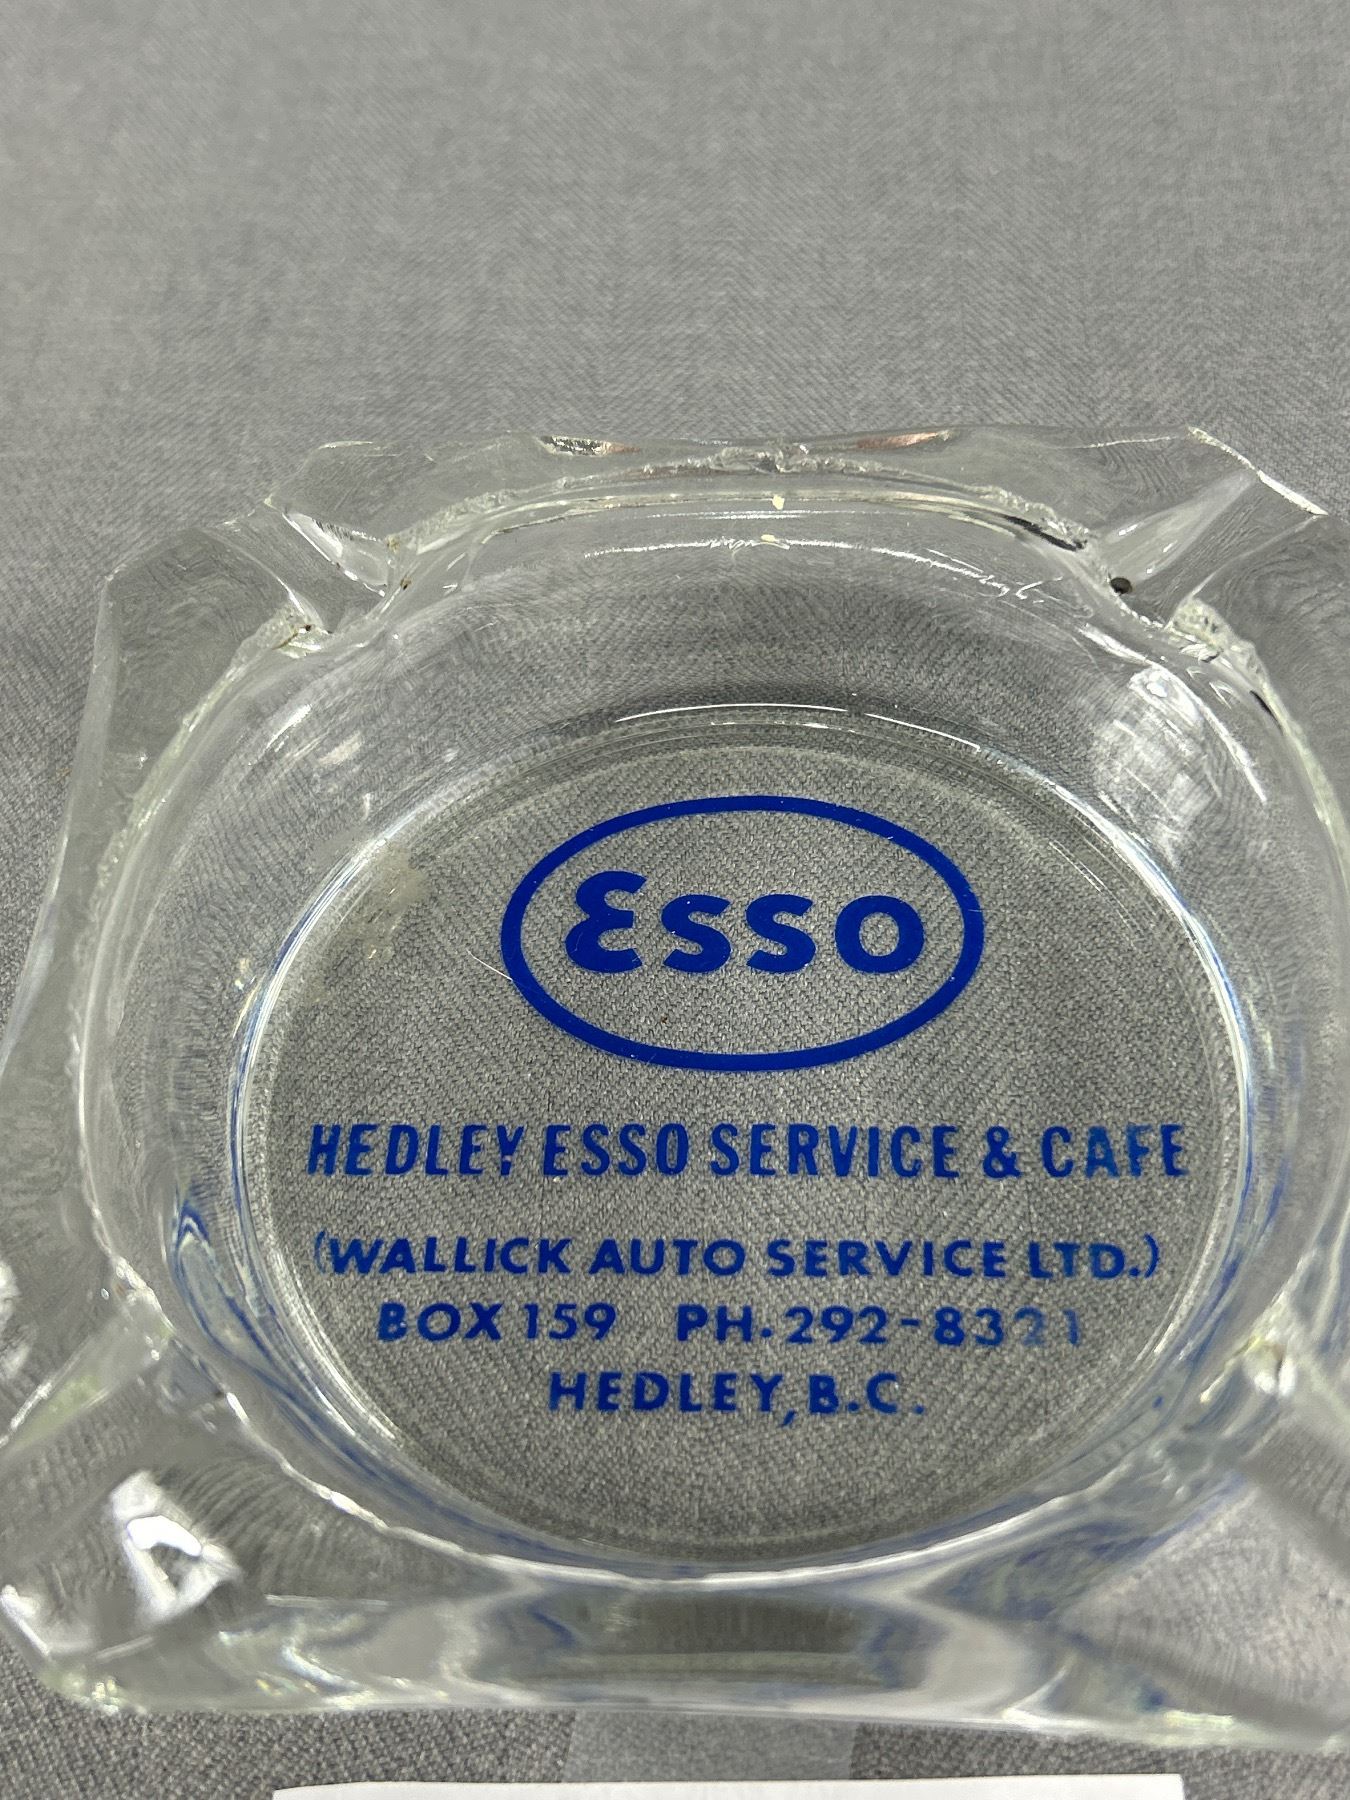 Esso
HEDLEY ESSO SERVICE & CAFE
(WALLICK AUTO SERVICE LTD.)
BOX 159 PH. 292-8321
HEDLEY, B.C.